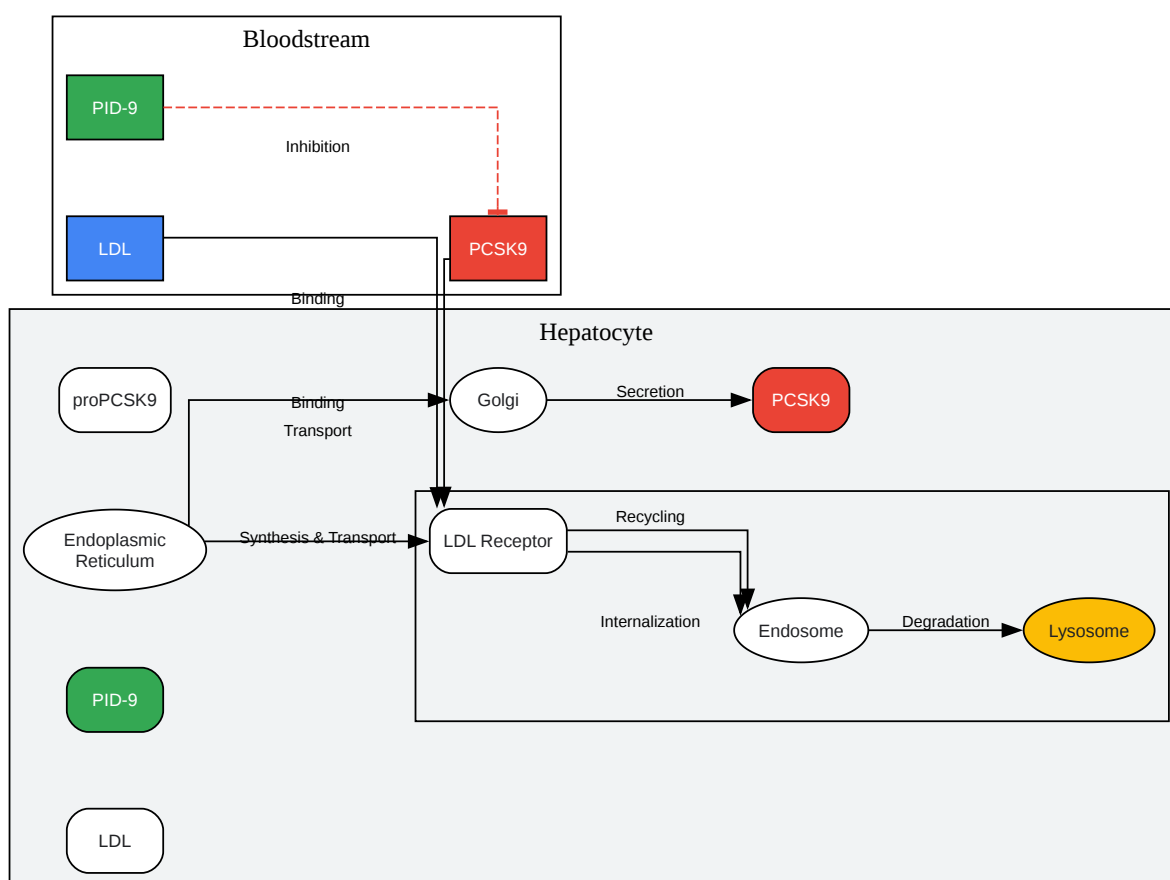 Bloodstream
PID-9
Inhibition
LDL
PCSK9
Binding
Hepatocyte
proPCSK9
Binding
Transport
Golgi
Secretion
PCSK9
Endoplasmic
Reticulum
Synthesis & Transport
LDL Receptor
Recycling
Internalization
Endosome
Degradation
Lysosome
PID-9
LDL